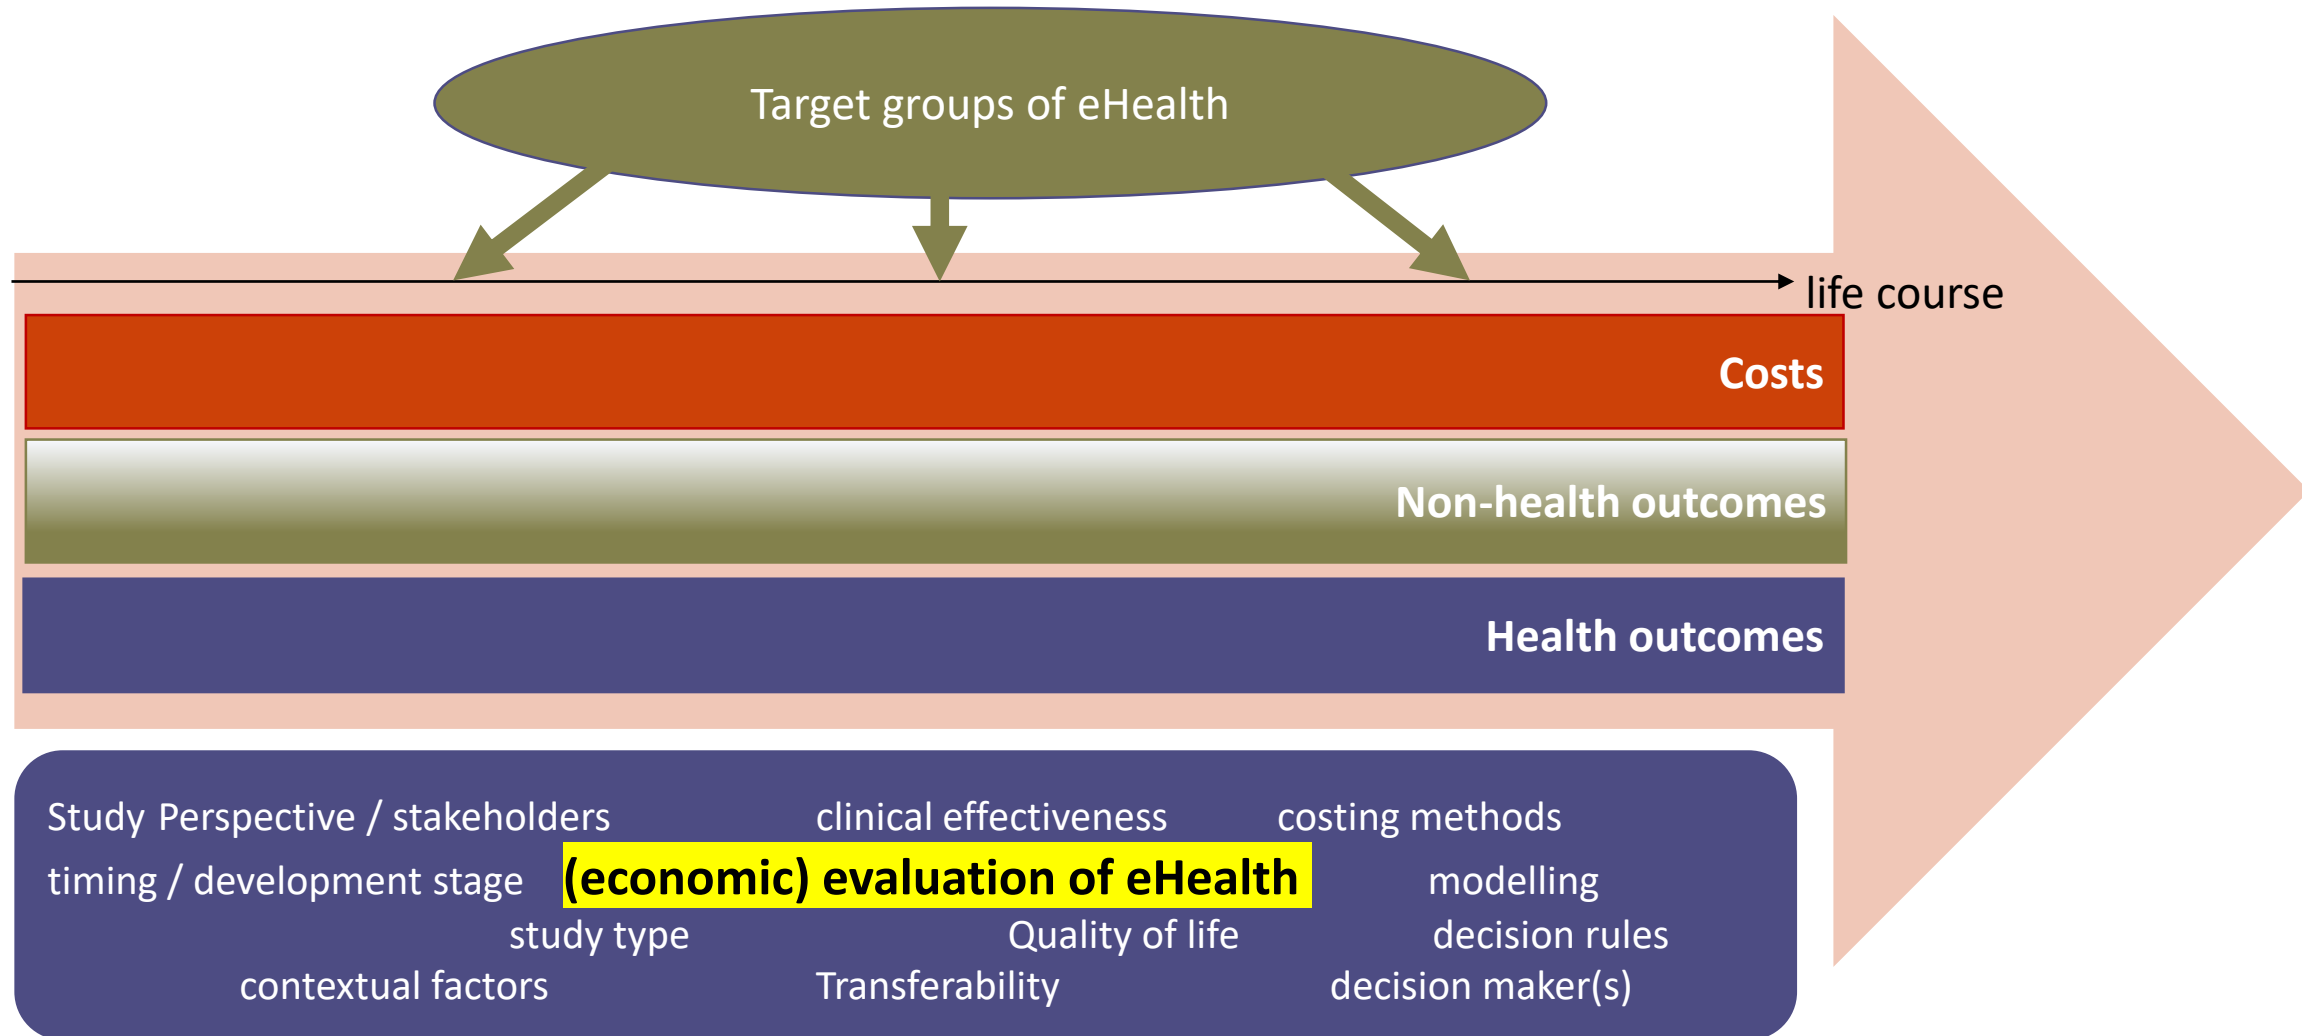 Target groups of eHealth
life course
Costs
Non-health outcomes
Health outcomes
Study Perspective / stakeholders clinical effectiveness costing methods
timing / development stage (economic) evaluation of eHealth modelling
study type Quality of life decision rules
contextual factors Transferability decision maker(s)